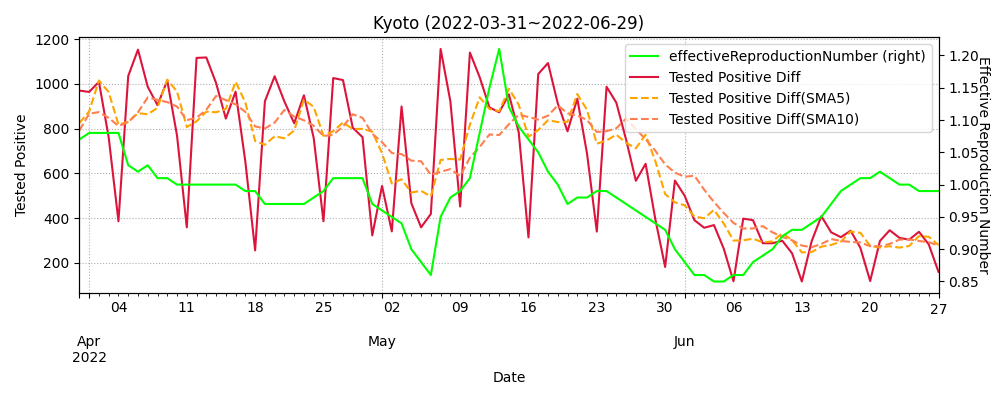 Kyoto (2022-03-31~2022-06-29)
effectiveReproductionNumber (right)
Tested Positive Diff
Tested Positive Diff(SMA5)
Tested Positive Diff(SMA10)
Tested Positive
1200
1000
800
600
400
200
Effective Reproduction Number
1.20
1.15
1.10
1.05
1.00
0.95
0.90
0.85
04 11 18 25 02 09 16 23 30 06 13 20 27
Apr May Jun
2022
Date